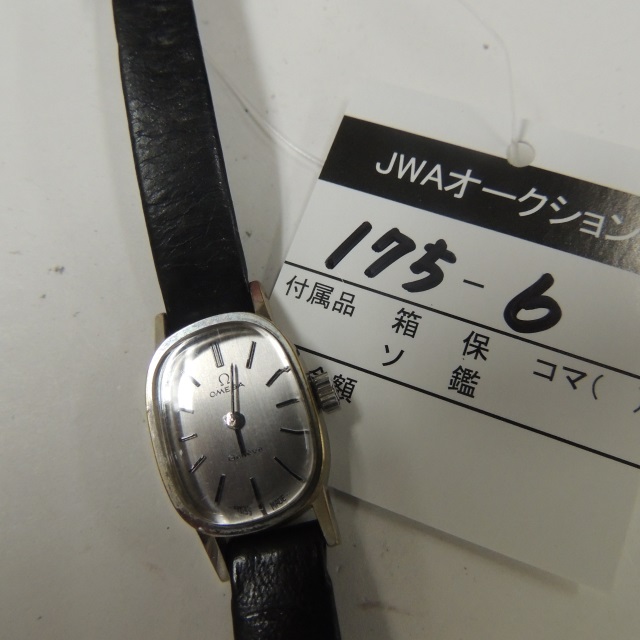 JWAオークション
175-6
付属品 箱 保 コマ( )
ソ 鑑
額
Ω
OMEGA